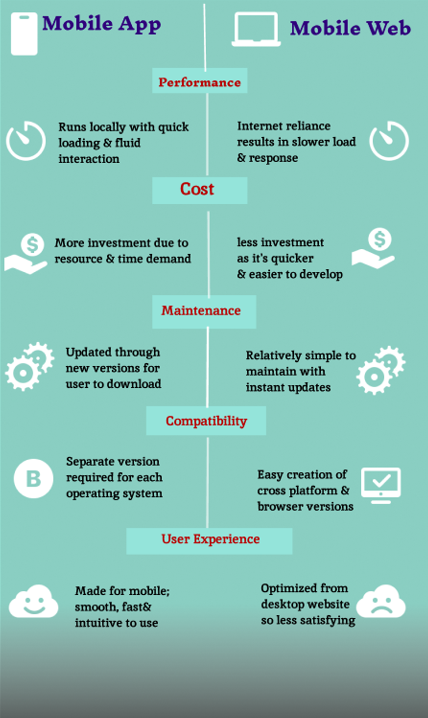 Mobile App
Mobile Web
Performance
Runs locally with quick
loading & fluid
interaction
Internet reliance
results in slower load
& response
Cost
More investment due to
resource & time demand
less investment
as it's quicker
& easier to develop
Maintenance
Updated through
new versions for
user to download
Relatively simple to
maintain with
instant updates
Compatibility
Separate version
required for each
operating system
B
Easy creation of
cross platform &
browser versions
User Experience
Made for mobile;
smooth, fast&
intuitive to use
Optimized from
desktop website
so less satisfying